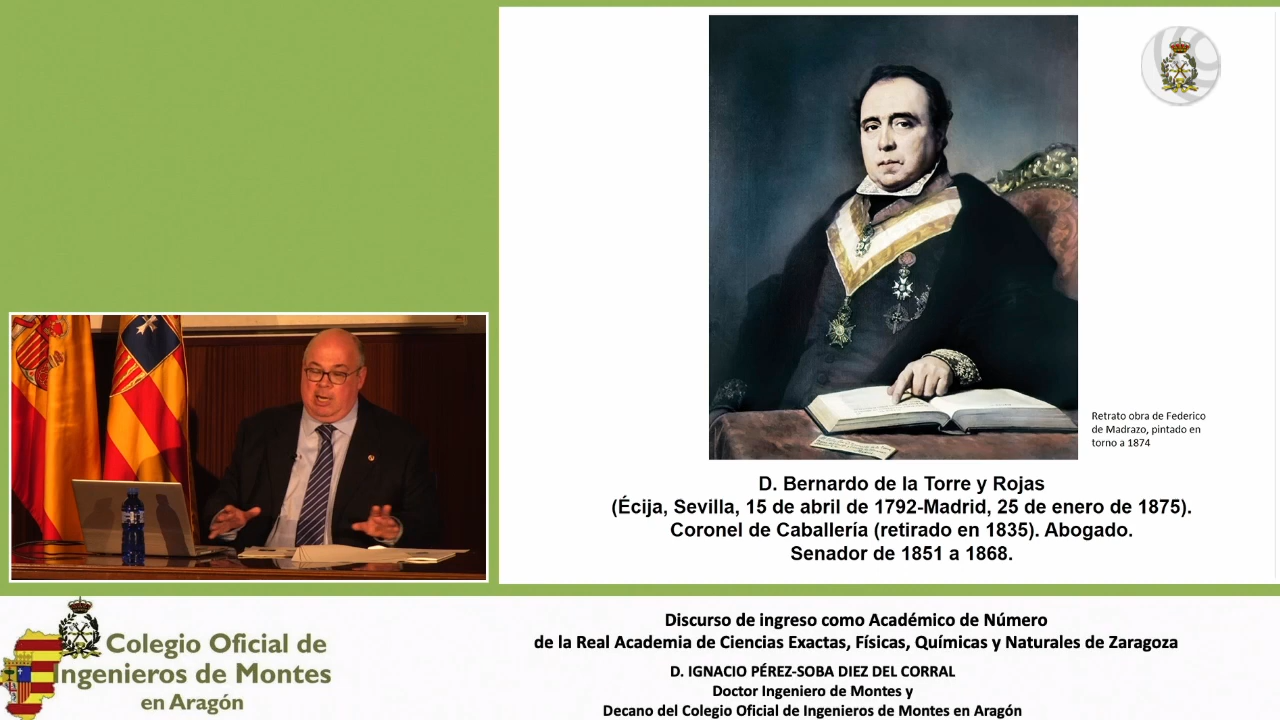 Retrato obra de Federico
de Madrazo, pintado en
torno a 1874
D. Bernardo de la Torre y Rojas
(Écija, Sevilla, 15 de abril de 1792-Madrid, 25 de enero de 1875).
Coronel de Caballería (retirado en 1835). Abogado.
Senador de 1851 a 1868.
Colegio Oficial de
Ingenieros de Montes
en Aragón
Discurso de ingreso como Académico de Número
de la Real Academia de Ciencias Exactas, Físicas, Químicas y Naturales de Zaragoza
D. IGNACIO PÉREZ-SOBA DIEZ DEL CORRAL
Doctor Ingeniero de Montes y
Decano del Colegio Oficial de Ingenieros de Montes en Aragón